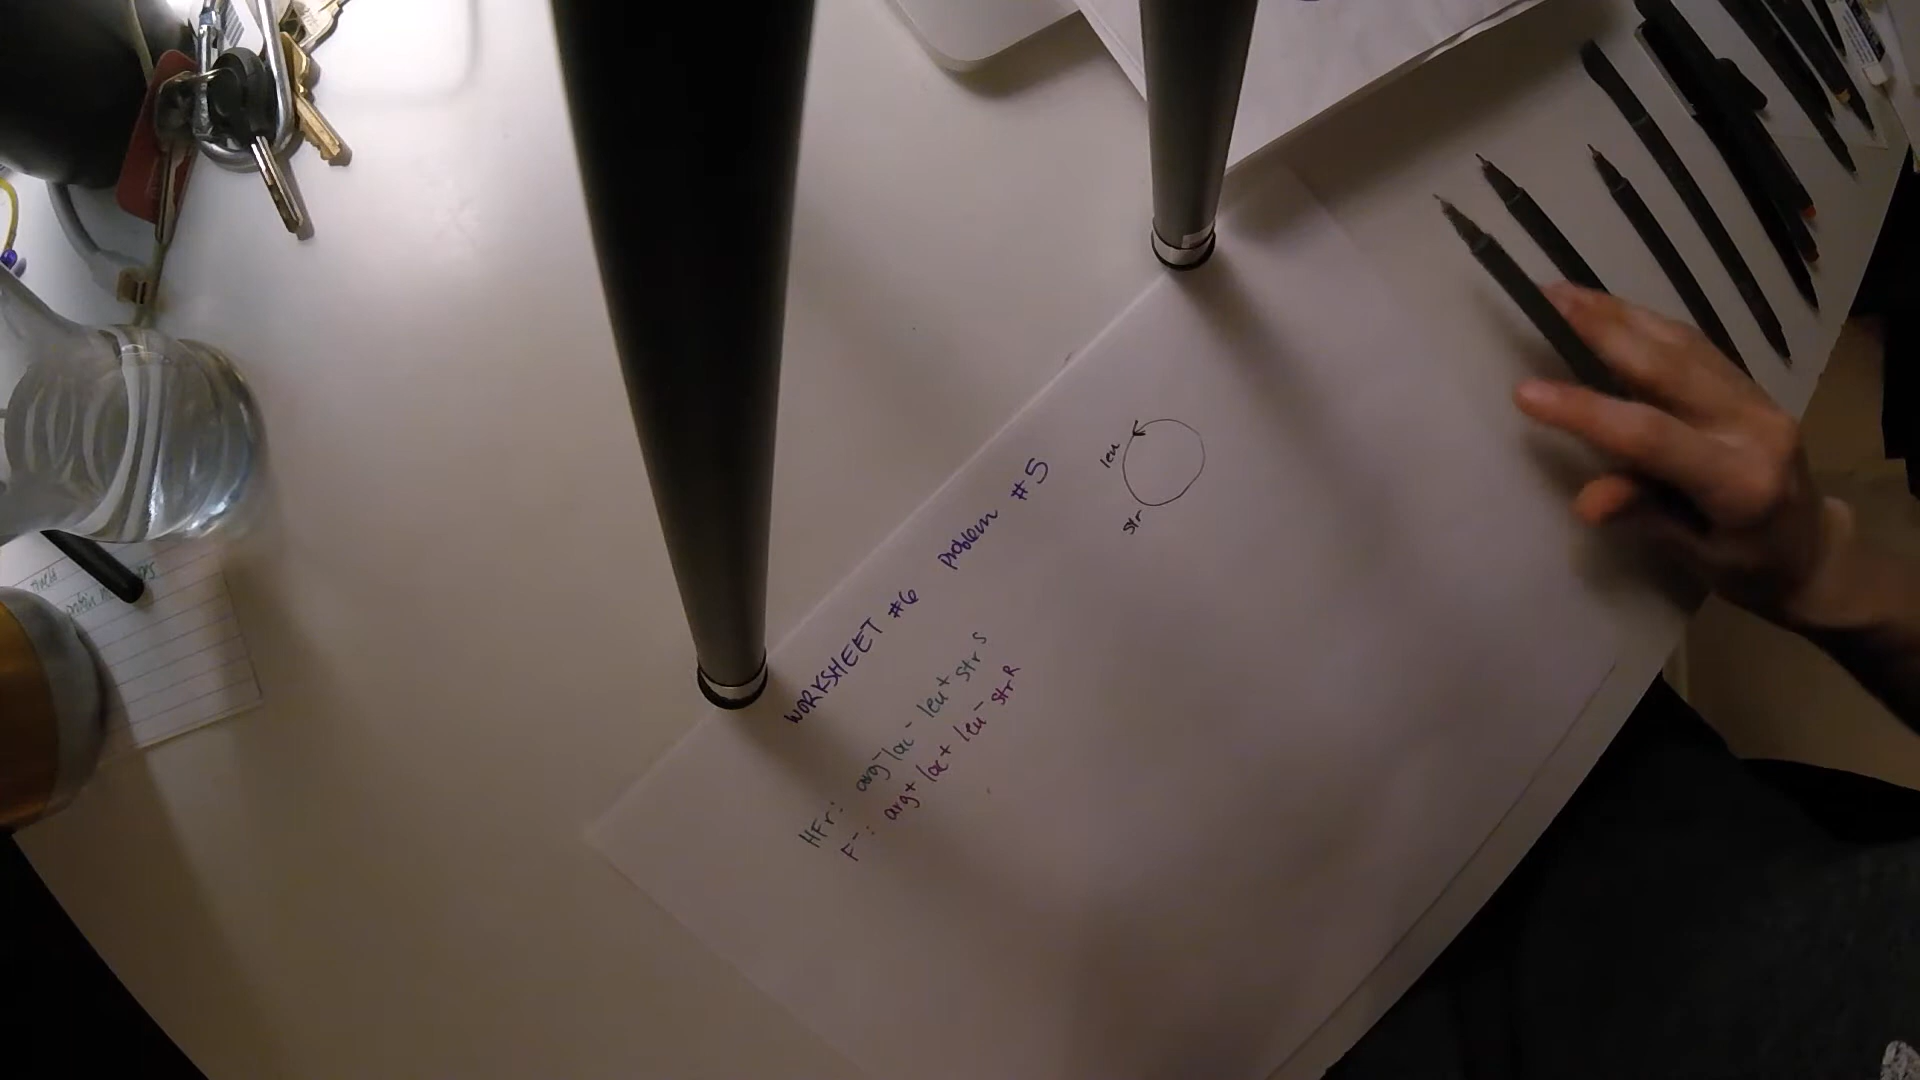 WORKSHEET #6 Problem #5
HFr: arg- lac- leu+ str S
F-: arg+ lac+ leu- str R
leu
str